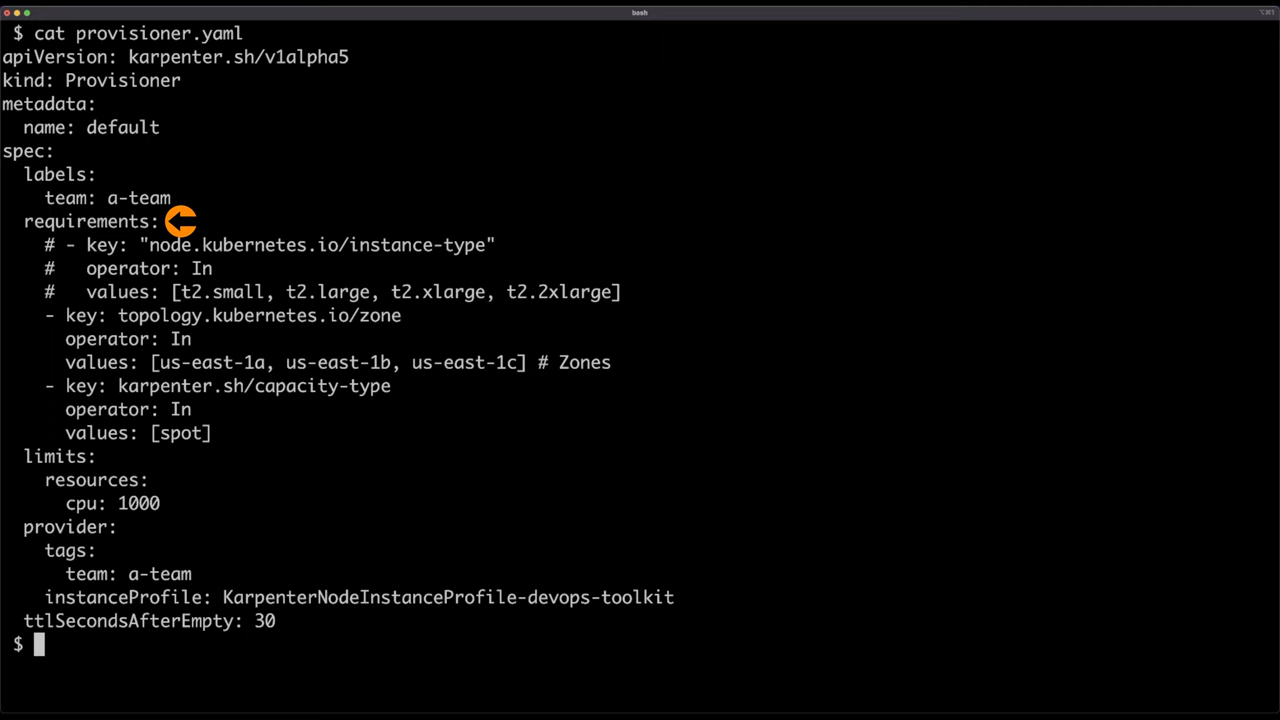 bash
⌥⌘1
$ cat provisioner.yaml
apiVersion: karpenter.sh/v1alpha5
kind: Provisioner
metadata:
  name: default
spec:
  labels:
    team: a-team
  requirements:
    # - key: "node.kubernetes.io/instance-type"
    #   operator: In
    #   values: [t2.small, t2.large, t2.xlarge, t2.2xlarge]
    - key: topology.kubernetes.io/zone
      operator: In
      values: [us-east-1a, us-east-1b, us-east-1c] # Zones
    - key: karpenter.sh/capacity-type
      operator: In
      values: [spot]
  limits:
    resources:
      cpu: 1000
  provider:
    tags:
      team: a-team
    instanceProfile: KarpenterNodeInstanceProfile-devops-toolkit
  ttlSecondsAfterEmpty: 30
$